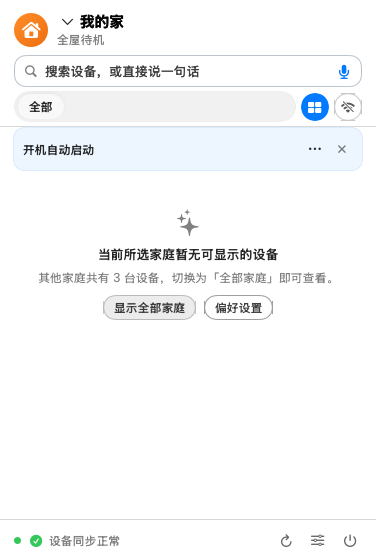 我的家
全屋待机
搜索设备，或直接说一句话
全部
开机自动启动
当前所选家庭暂无可显示的设备
其他家庭共有 3 台设备，切换为「全部家庭」即可查看。
显示全部家庭 偏好设置
设备同步正常